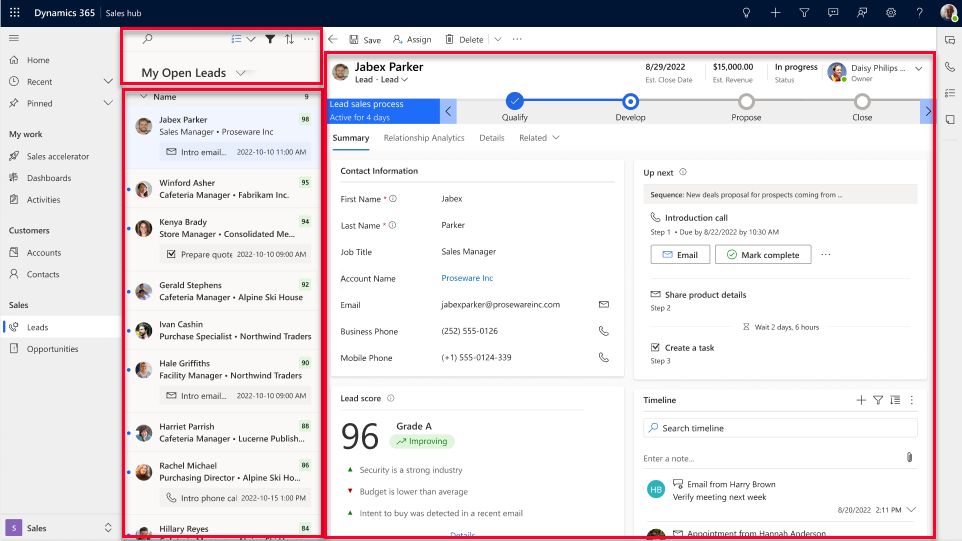 Dynamics 365 Sales hub
Save
Assign
Delete
My Open Leads
Home
Recent
Pinned
My work
Sales accelerator
Dashboards
Activities
Customers
Accounts
Contacts
Sales
Leads
Opportunities
S Sales
Name 9
Jabex Parker 98
Sales Manager • Proseware Inc
Intro email... 2022-10-10 11:00 AM
Winford Asher 95
Cafeteria Manager • Fabrikam Inc.
Kenya Brady 94
Store Manager • Consolidated Me...
Prepare quote 2022-10-10 09:00 AM
Gerald Stephens 92
Cafeteria Manager • Alpine Ski House
Ivan Cashin
Purchase Specialist • Northwind Traders
Hale Griffiths 90
Facility Manager • Northwind Traders
Intro email... 2022-10-10 09:00 AM
Harriet Parrish 88
Cafeteria Manager • Lucerne Publish...
Rachel Michael 86
Purchasing Director • Alpine Ski Ho...
Intro phone cal 2022-10-15 1:00 PM
Hillary Reyes 84
Jabex Parker
Lead · Lead
8/29/2022
Est. Close Date
$15,000.00
Est. Revenue
In progress
Status
Daisy Philips ...
Owner
Lead sales process
Active for 4 days
Qualify
Develop
Propose
Close
Summary Relationship Analytics Details Related
Contact Information
First Name * Jabex
Last Name * Parker
Job Title Sales Manager
Account Name Proseware Inc
Email jabexparker@prosewareinc.com
Business Phone (252) 555-0126
Mobile Phone (+1) 555-0124-339
Lead score
96
Grade A
Improving
Security is a strong industry
Budget is lower than average
Intent to buy was detected in a recent email
Details
Up next
Sequence: New deals proposal for prospects coming from ...
Introduction call
Step 1 • Due by 8/22/2022 by 10:30 AM
Email
Mark complete
Share product details
Step 2
Wait 2 days, 6 hours
Create a task
Step 3
Timeline
Search timeline
Enter a note...
HB
Email from Harry Brown
Verify meeting next week
8/20/2022 2:11 PM
Appointment from Hannah Anderson